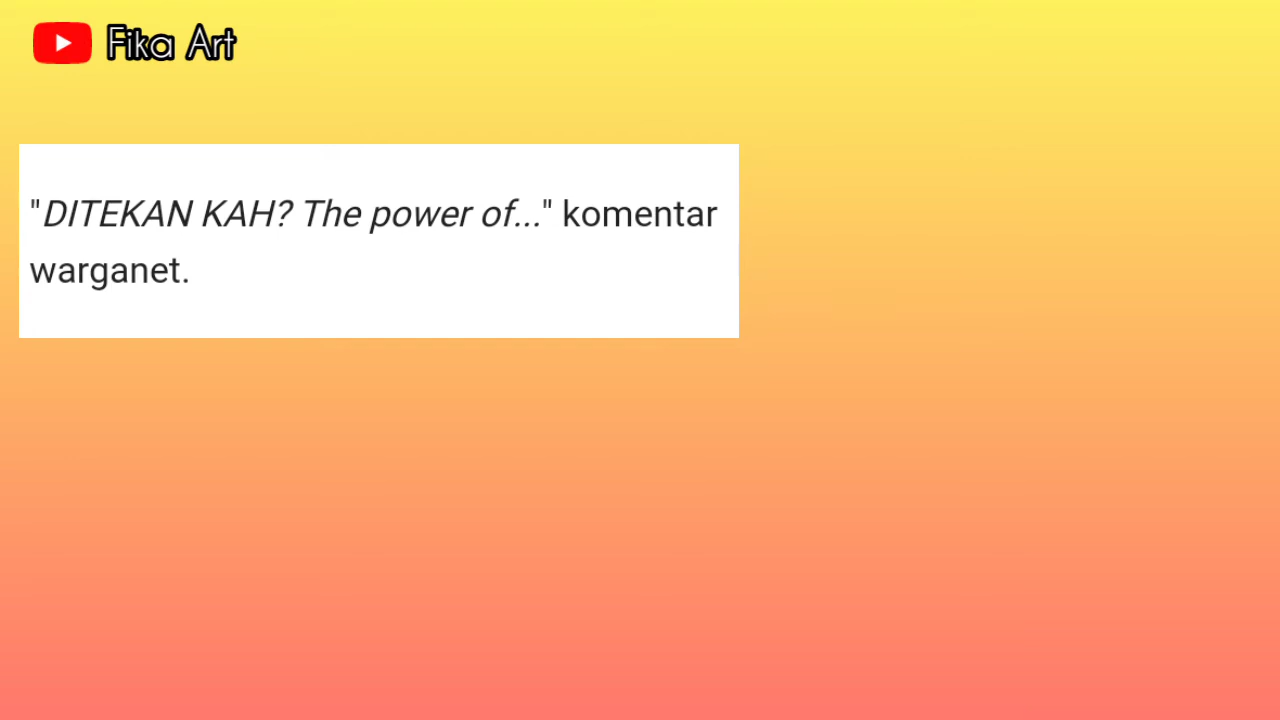 Fika Art
"DITEKAN KAH? The power of..." komentar
warganet.